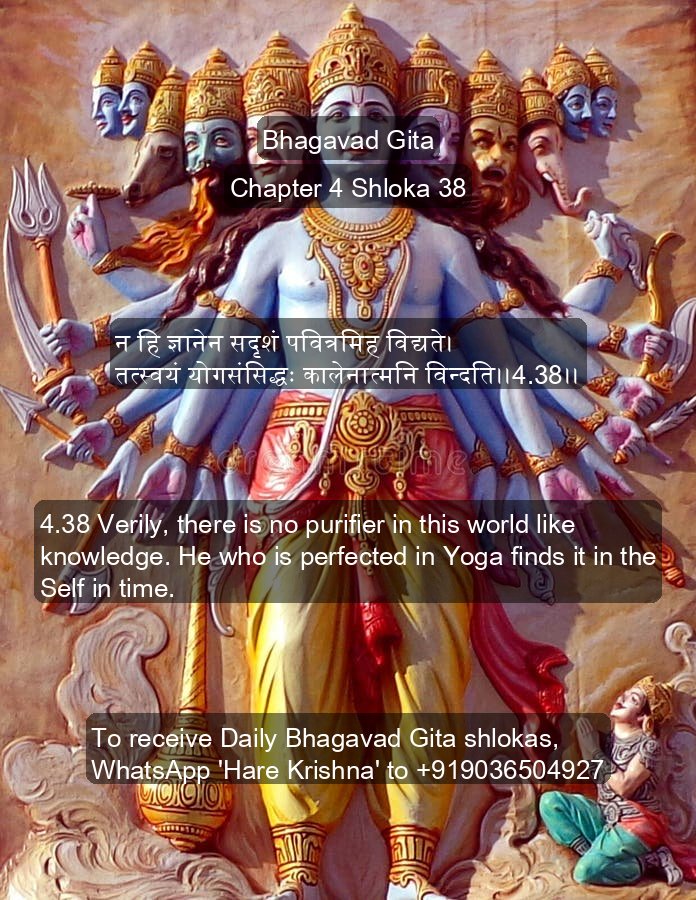 Bhagavad Gita
Chapter 4 Shloka 38
न हि ज्ञानेन सदृशं पवित्रमिह विद्यते।
तत्स्वयं योगसंसिद्धः कालेनात्मनि विन्दति।।4.38।।
4.38 Verily, there is no purifier in this world like
knowledge. He who is perfected in Yoga finds it in the
Self in time.
To receive Daily Bhagavad Gita shlokas,
WhatsApp 'Hare Krishna' to +919036504927